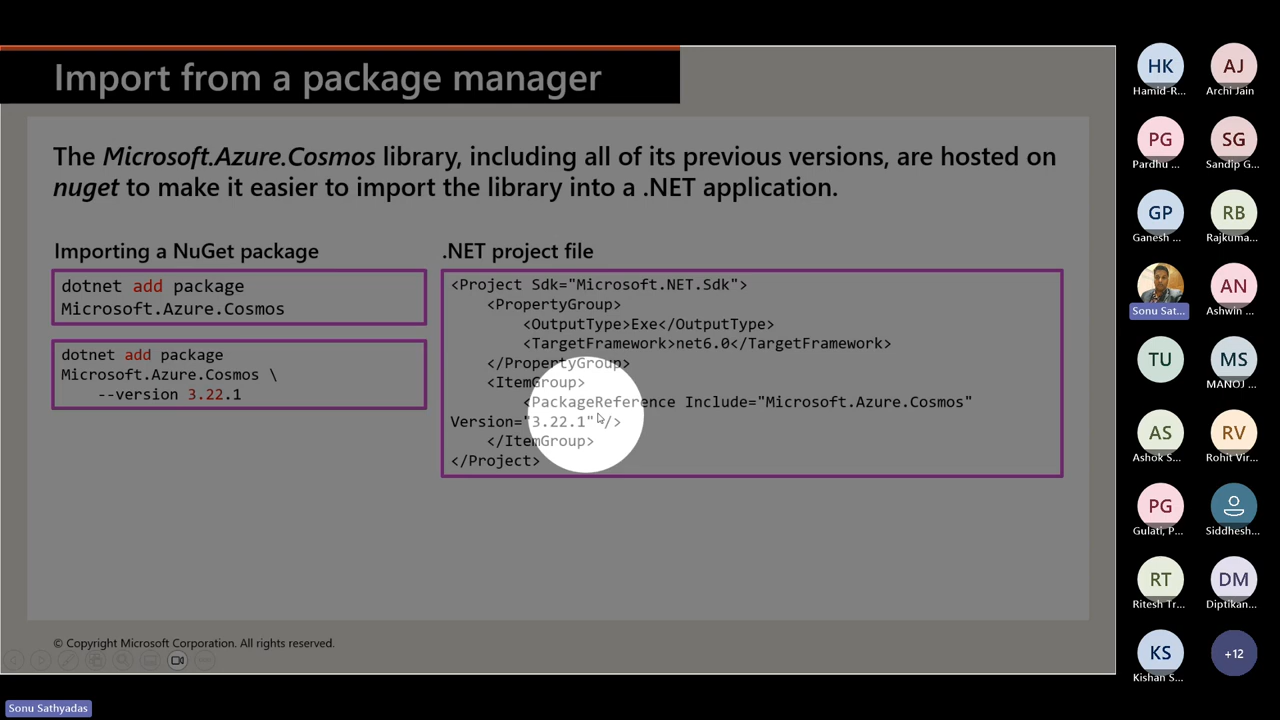 Import from a package manager
The Microsoft.Azure.Cosmos library, including all of its previous versions, are hosted on
nuget to make it easier to import the library into a .NET application.
Importing a NuGet package
dotnet add package
Microsoft.Azure.Cosmos
dotnet add package
Microsoft.Azure.Cosmos \
--version 3.22.1
.NET project file
<Project Sdk="Microsoft.NET.Sdk">
<PropertyGroup>
<OutputType>Exe</OutputType>
<TargetFramework>net6.0</TargetFramework>
</PropertyGroup>
<ItemGroup>
<PackageReference Include="Microsoft.Azure.Cosmos"
Version="3.22.1" />
</ItemGroup>
</Project>
© Copyright Microsoft Corporation. All rights reserved.
Sonu Sathyadas
HK
Hamid-R...
AJ
Archi Jain
PG
Pardhu ...
SG
Sandip G...
GP
Ganesh ...
RB
Rajkuma...
Sonu Sat...
AN
Ashwin ...
TU
MS
MANOJ ...
AS
Ashok S...
RV
Rohit Vir...
PG
Gulati, P...
Siddhesh...
RT
Ritesh Tr...
DM
Diptikan...
KS
Kishan S...
+12